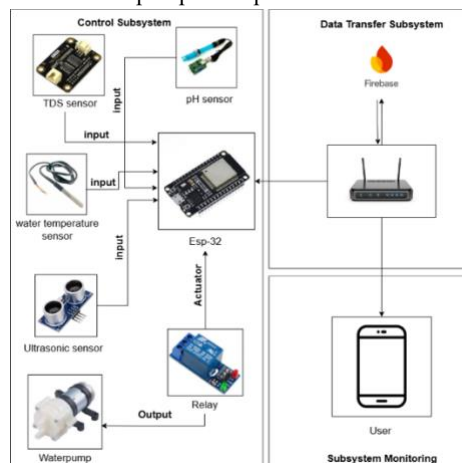 Control Subsystem
Data Transfer Subsystem
TDS sensor
input
pH sensor
Firebase
input
water temperature
sensor
input
Esp-32
input
Ultrasonic sensor
Actuator
Relay
Output
Waterpump
User
Subsystem Monitoring